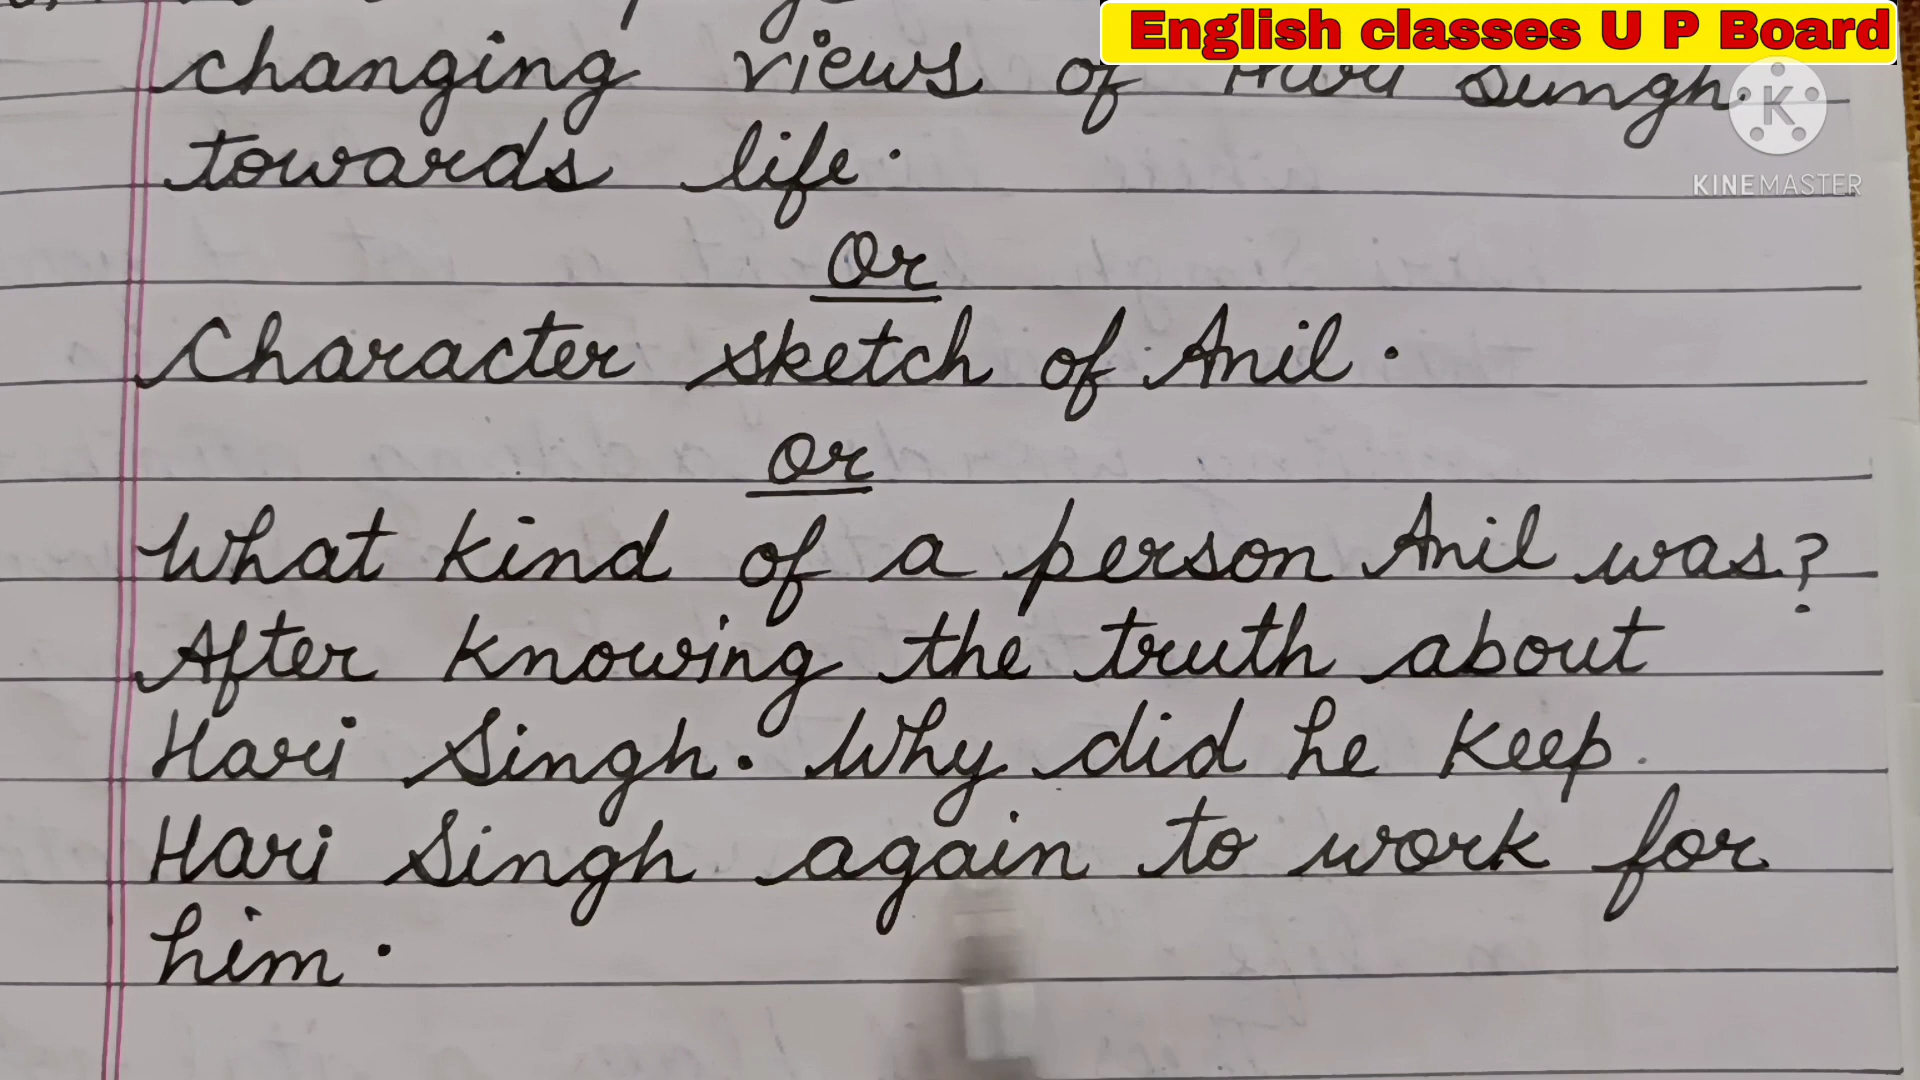 English classes U P Board
changing views of Hari Singh.
towards life.
KINEMASTER
Or
Character sketch of Anil.
Or
What kind of a person Anil was?
After knowing the truth about
Hari Singh. Why did he keep
Hari Singh again to work for
him.